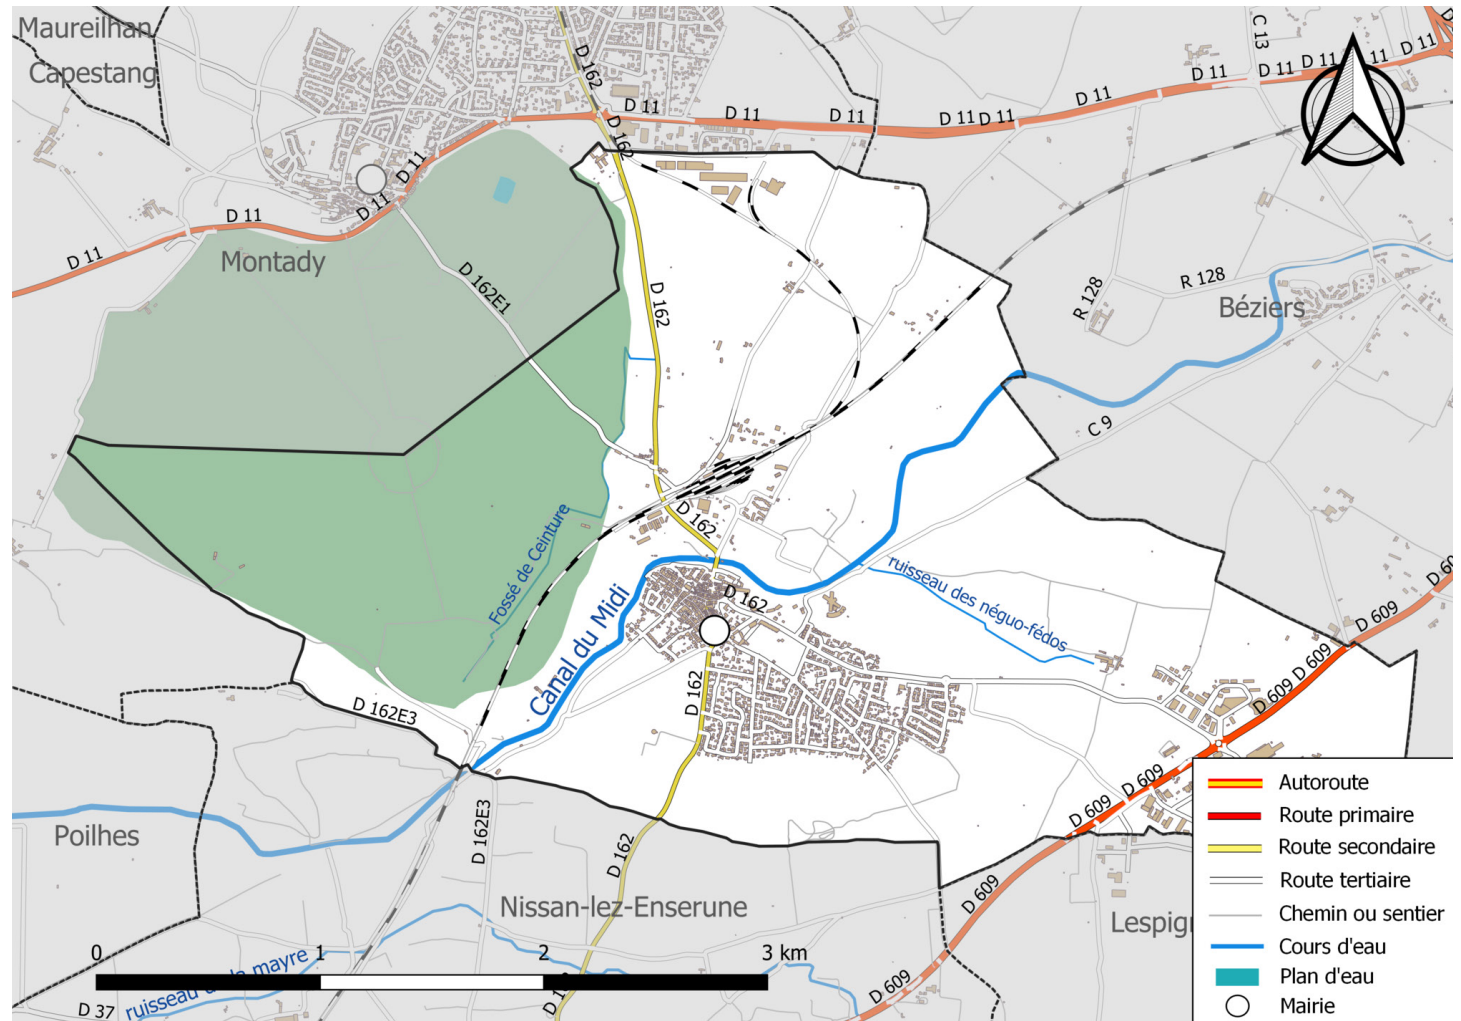 Maureilhan
Capestang
D 162
C 13
D 11
D 11
D 11
D 11
D 11
D 11
D 11
D 11
D 11
D 162
D 11
D 11
D 11
D 11
Montady
D 162E1
D 162
R 128
R 128
Béziers
C 9
Fossé de Ceinture
D 162
Canal du Midi
D 162
ruisseau des néguo-fédos
D 609
D 609
D 609
D 162
D 162E3
D 609
D 609
D 609
D 162E3
D 162
Poilhes
Nissan-lez-Enserune
D 609
D 609
Lespig
D 37
0 1 2 3 km
Autoroute
Route primaire
Route secondaire
Route tertiaire
Chemin ou sentier
Cours d'eau
Plan d'eau
Mairie